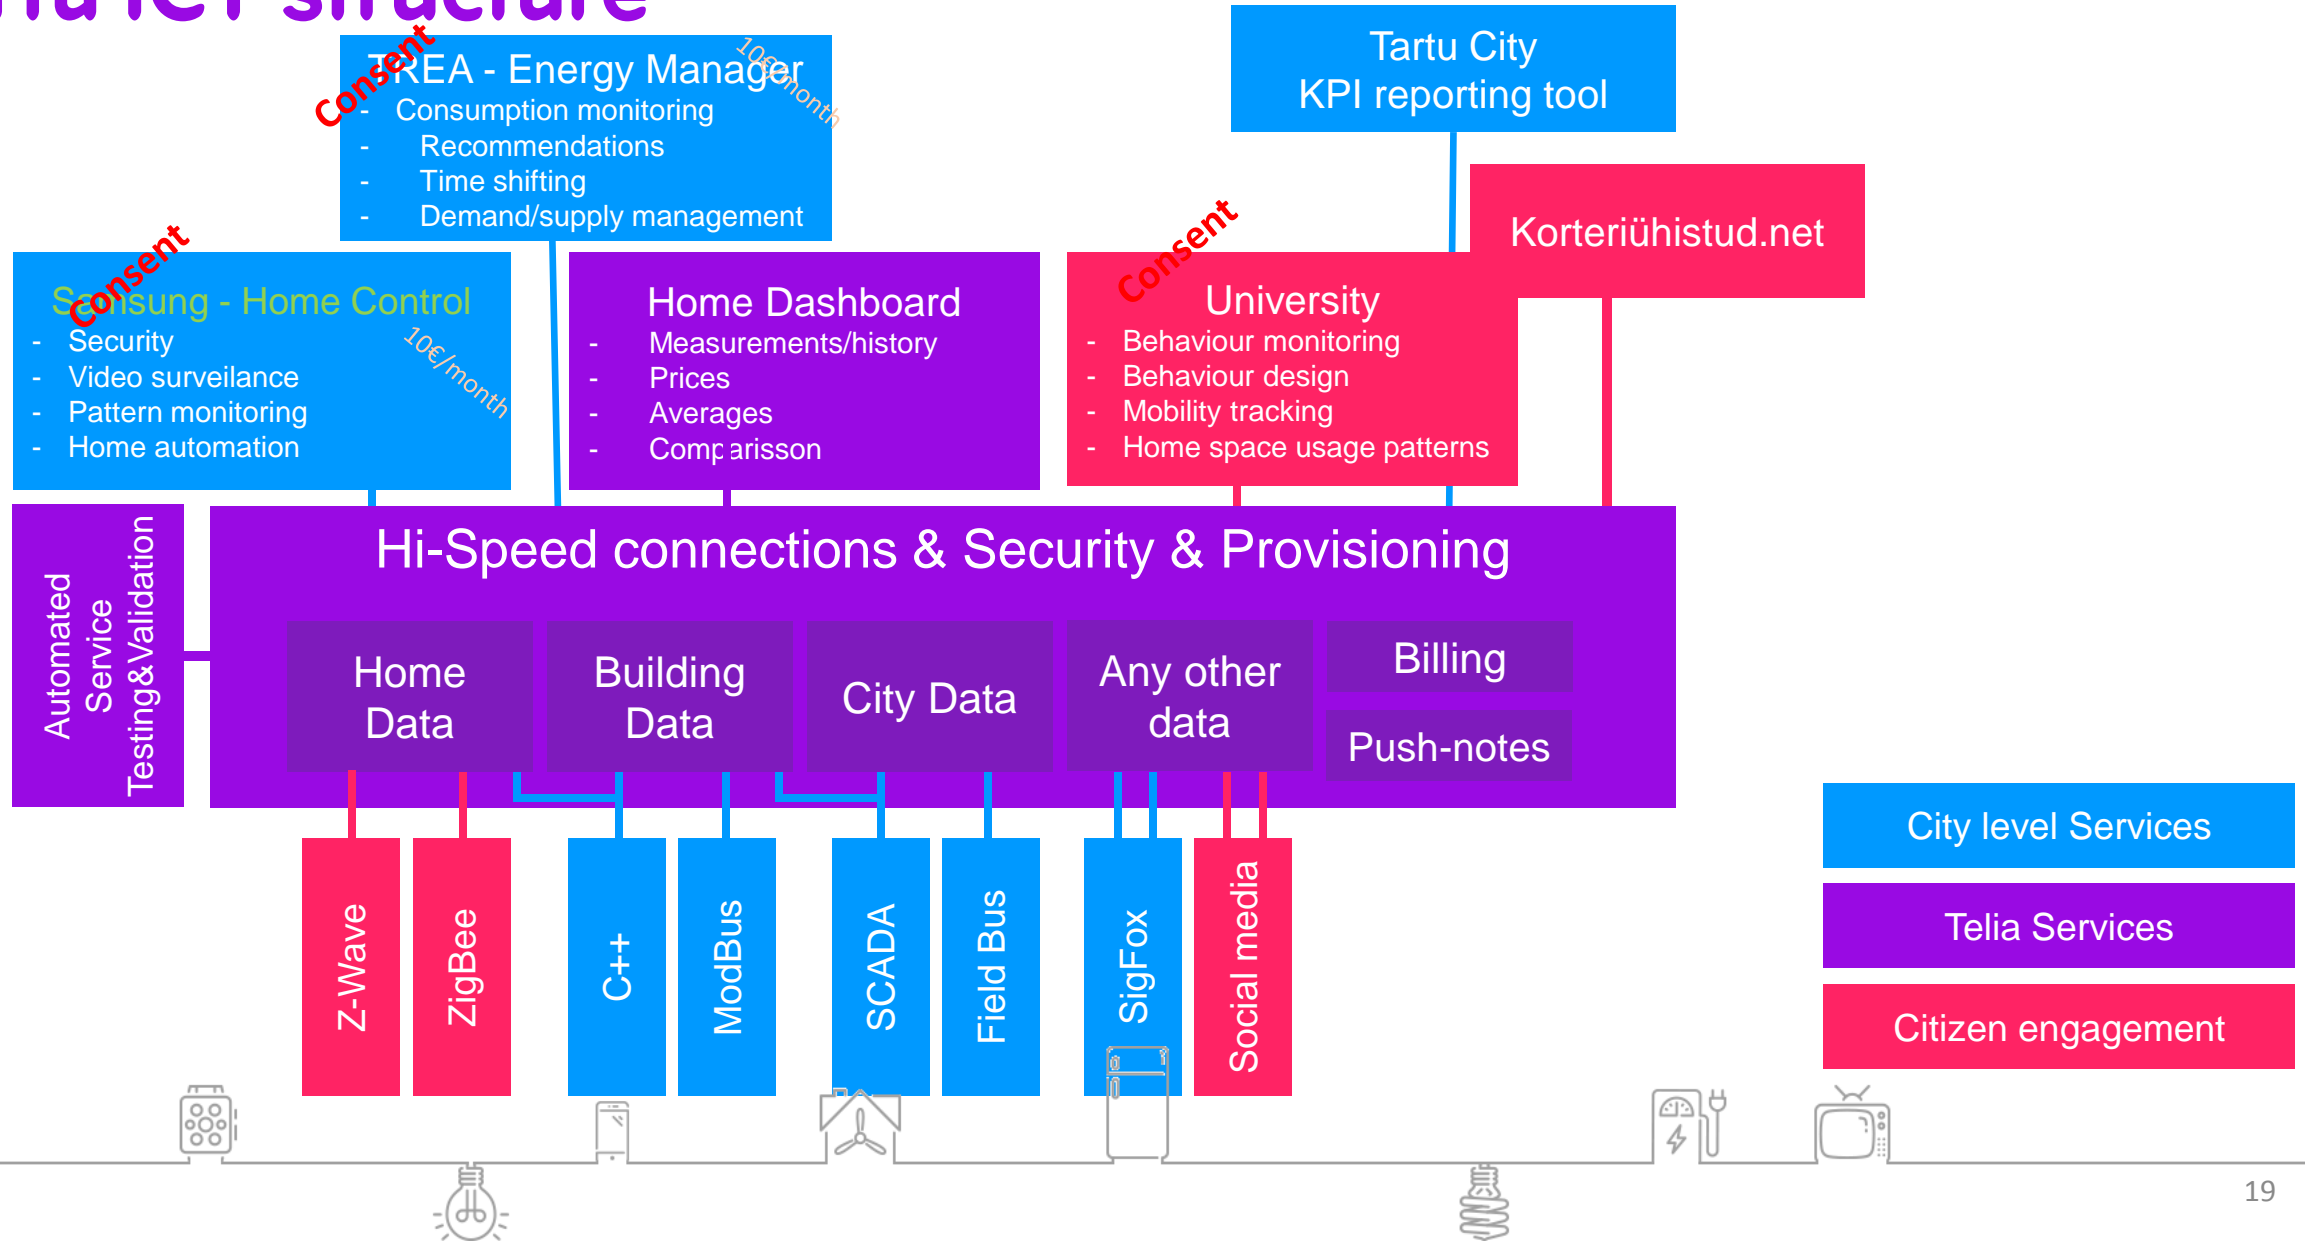 ICT structure
Consent
TREA - Energy Manager
10€/month
- Consumption monitoring
- Recommendations
- Time shifting
- Demand/supply management
Tartu City
KPI reporting tool
Korteriühistud.net
Consent
Samsung - Home Control
10€/month
- Security
- Video surveilance
- Pattern monitoring
- Home automation
Home Dashboard
- Measurements/history
- Prices
- Averages
- Comparisson
Consent
University
- Behaviour monitoring
- Behaviour design
- Mobility tracking
- Home space usage patterns
Automated
Service
Testing&Validation
Hi-Speed connections & Security & Provisioning
Home
Data
Building
Data
City Data
Any other
data
Billing
Push-notes
Z-Wave
ZigBee
C++
ModBus
SCADA
Field Bus
SigFox
Social media
City level Services
Telia Services
Citizen engagement
19